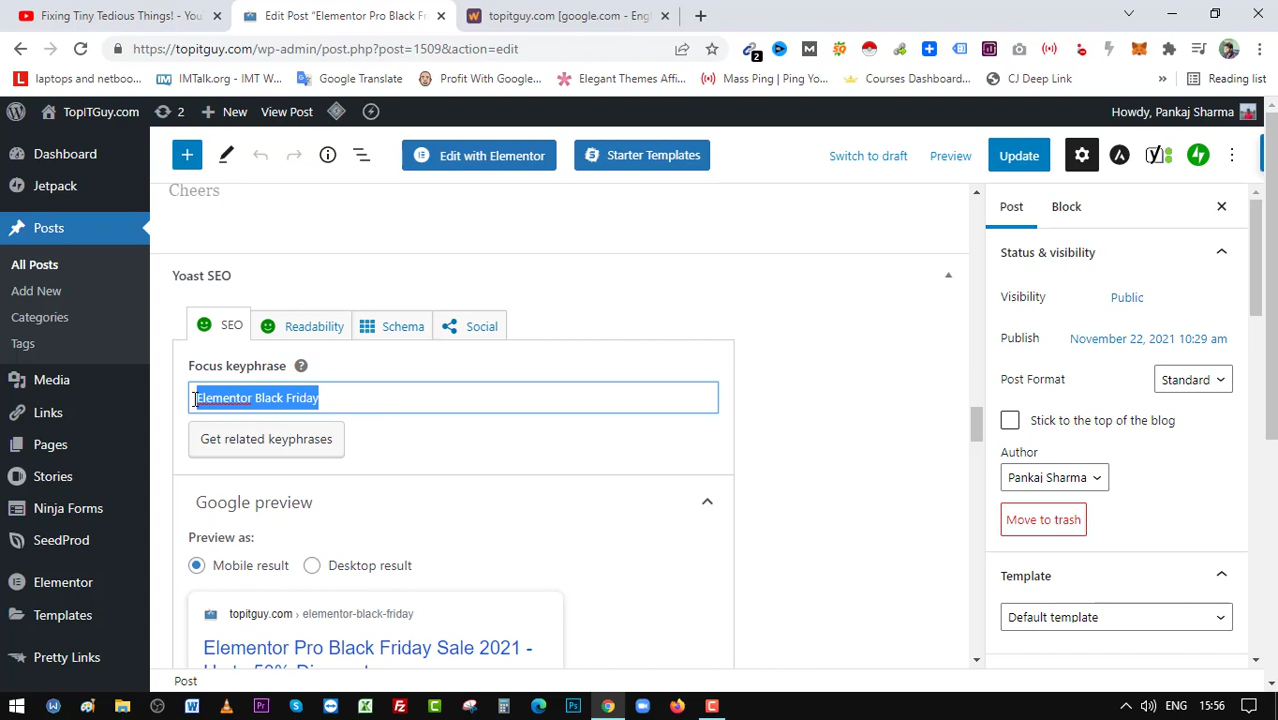 Fixing Tiny Tedious Things! - You
Edit Post "Elementor Pro Black Fr
topitguy.com [google.com - Engl
https://topitguy.com/wp-admin/post.php?post=1509&action=edit
2
laptops and netboo...
IMTalk.org - IMT W...
Google Translate
Profit With Google...
Elegant Themes Affi...
Mass Ping | Ping Yo...
Courses Dashboard...
CJ Deep Link
»
Reading list
TopITGuy.com
2
New
View Post
Howdy, Pankaj Sharma
Dashboard
Jetpack
Posts
All Posts
Add New
Categories
Tags
Media
Links
Pages
Stories
Ninja Forms
SeedProd
Elementor
Templates
Pretty Links
Edit with Elementor
Starter Templates
Switch to draft
Preview
Update
Cheers
Yoast SEO
SEO
Readability
Schema
Social
Focus keyphrase
Elementor Black Friday
Get related keyphrases
Google preview
Preview as:
Mobile result
Desktop result
topitguy.com › elementor-black-friday
Elementor Pro Black Friday Sale 2021 -
Post
Post
Block
Status & visibility
Visibility
Public
Publish
November 22, 2021 10:29 am
Post Format
Standard
Stick to the top of the blog
Author
Pankaj Sharma
Move to trash
Template
Default template
ENG
15:56